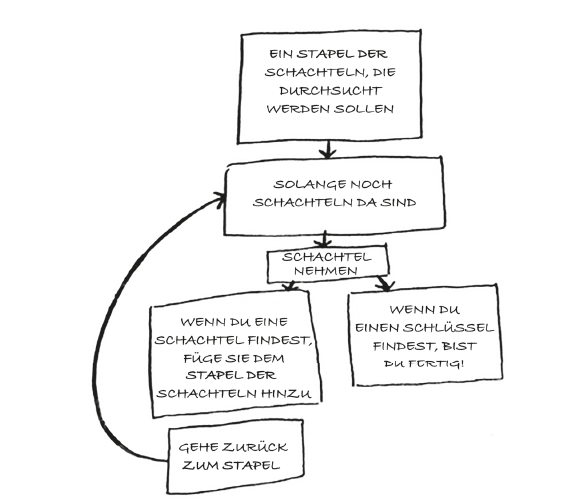 EIN STAPEL DER
SCHACHTELN, DIE
DURCHSUCHT
WERDEN SOLLEN
SOLANGE NOCH
SCHACHTELN DA SIND
SCHACHTEL
NEHMEN
WENN DU EINE
SCHACHTEL FINDEST,
FÜGE SIE DEM
STAPEL DER
SCHACHTELN HINZU
WENN DU
EINEN SCHLÜSSEL
FINDEST, BIST
DU FERTIG!
GEHE ZURÜCK
ZUM STAPEL